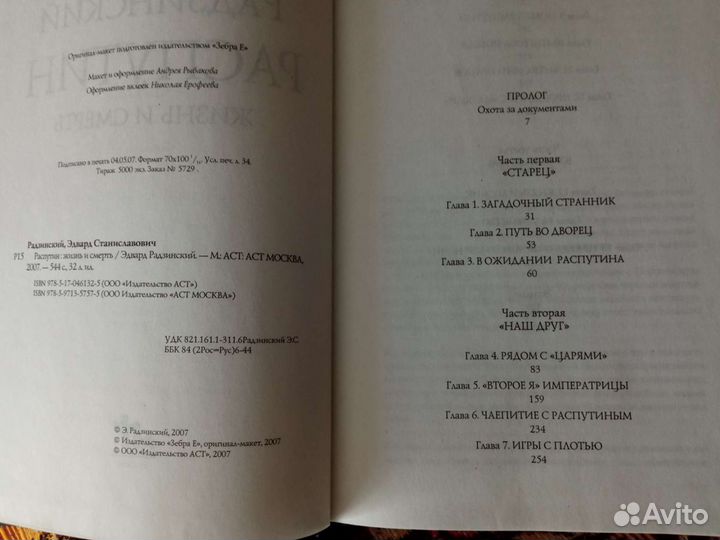 РАДЗИНСКИЙ
РАСПУТИН
ЖИЗНЬ И СМЕРТЬ
Оригинал-макет подготовлен издательством «Зебра Е»
Макет и оформление Андрея Рыбакова
Оформление вклеек Николая Ерофеева
Подписано в печать 04.05.07. Формат 70х100 1/16. Усл. печ. л. 34.
Тираж 5000 экз. Заказ № 5729.
Радзинский, Эдвард Станиславович
Р15 Распутин: жизнь и смерть / Эдвард Радзинский. — М.: АСТ: АСТ МОСКВА,
2007. — 544 с., 32 л. ил.
ISBN 978-5-17-046132-5 (ООО «Издательство АСТ»)
ISBN 978-5-9713-5757-5 (ООО Издательство «АСТ МОСКВА»)
УДК 821.161.1-311.6Радзинский Э.С.
ББК 84 (2Рос=Рус)6-44
© Э. Радзинский, 2007
© Издательство «Зебра Е», оригинал-макет, 2007
© ООО «Издательство АСТ», 2007
ПРОЛОГ
Охота за документами
7
Часть первая
«СТАРЕЦ»
Глава 1. ЗАГАДОЧНЫЙ СТРАННИК
31
Глава 2. ПУТЬ ВО ДВОРЕЦ
53
Глава 3. В ОЖИДАНИИ РАСПУТИНА
60
Часть вторая
«НАШ ДРУГ»
Глава 4. РЯДОМ С «ЦАРЯМИ»
83
Глава 5. «ВТОРОЕ Я» ИМПЕРАТРИЦЫ
159
Глава 6. ЧАЕПИТИЕ С РАСПУТИНЫМ
234
Глава 7. ИГРЫ С ПЛОТЬЮ
254
Avito